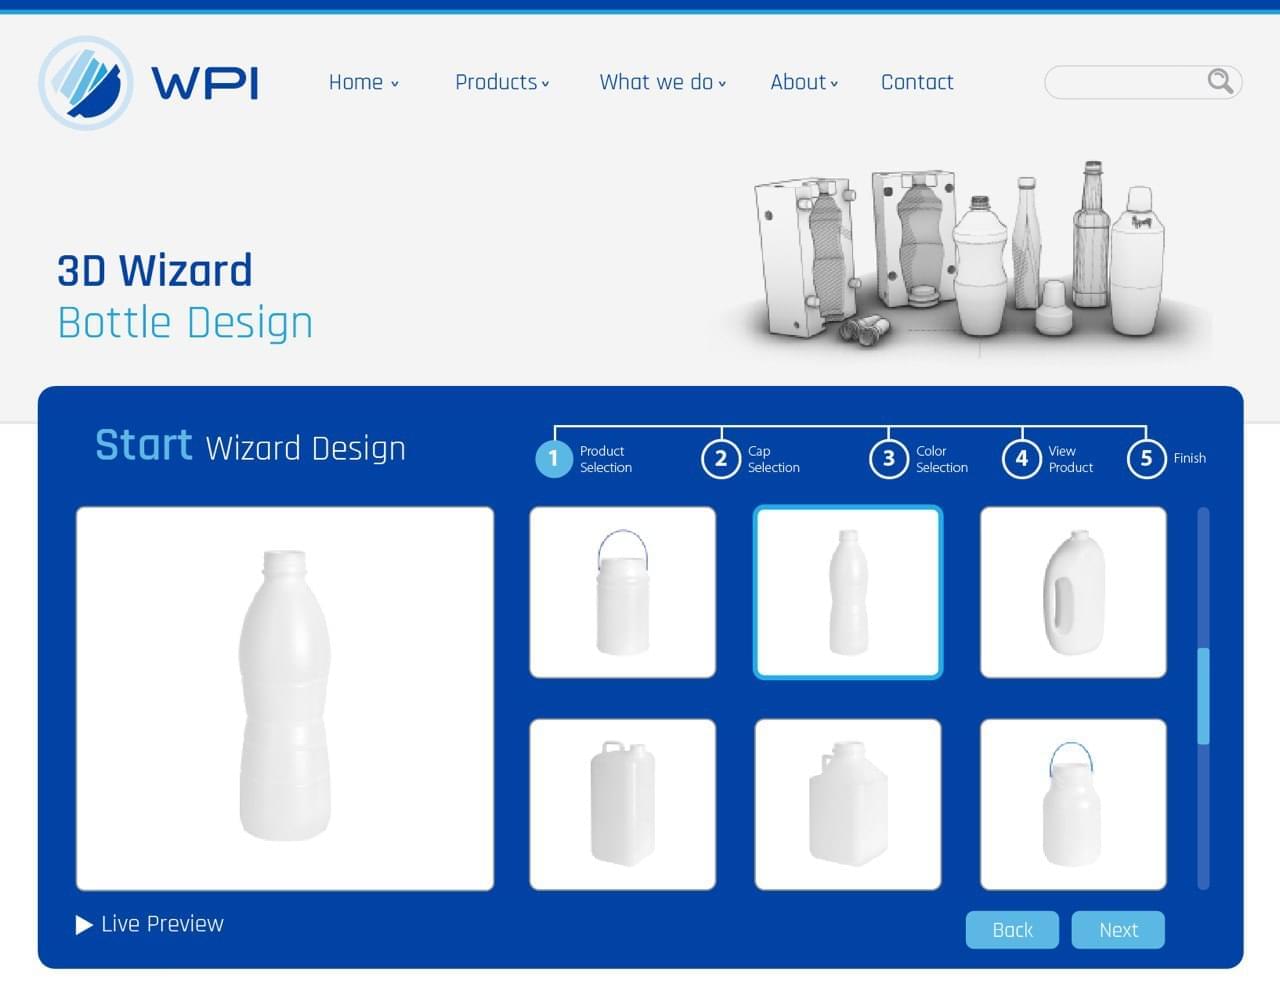 WPI
Home
Products
What we do
About
Contact
3D Wizard
Bottle Design
Start Wizard Design
1 Product
Selection
2 Cap
Selection
3 Color
Selection
4 View
Product
5 Finish
Live Preview
Back
Next